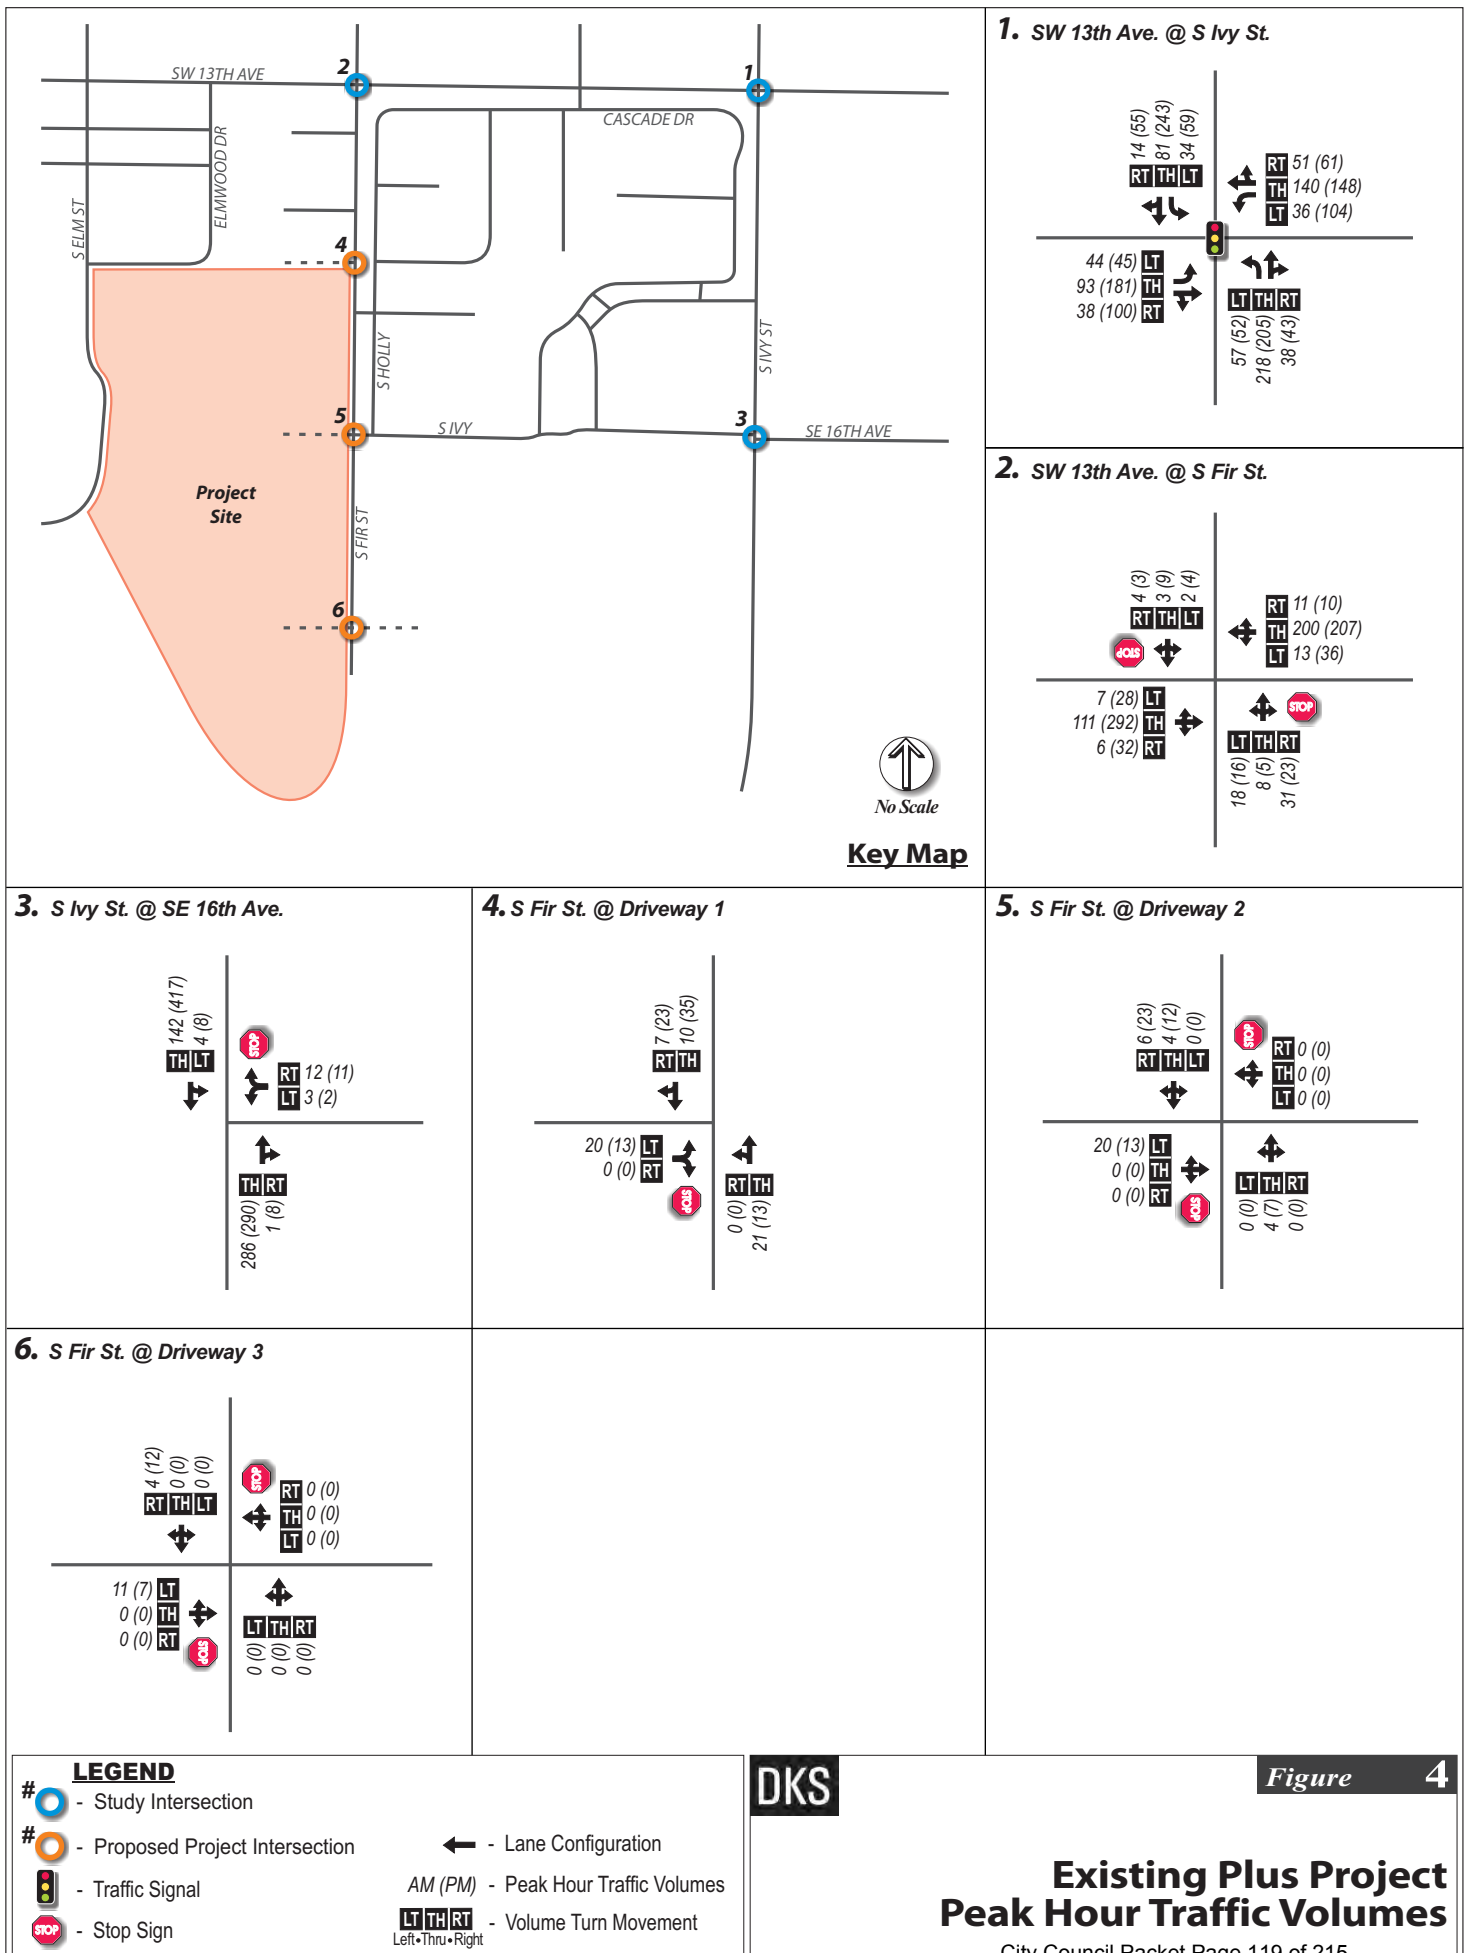 SW 13TH AVE
2
1
CASCADE DR
ELMWOOD DR
S ELM ST
4
S HOLLY
S IVY ST
5
S IVY
3
SE 16TH AVE
Project
Site
S FIR ST
6
No Scale
Key Map
1. SW 13th Ave. @ S Ivy St.
14 (55)
81 (243)
34 (59)
RT TH LT
RT 51 (61)
TH 140 (148)
LT 36 (104)
44 (45) LT
93 (181) TH
38 (100) RT
LT TH RT
57 (52)
218 (205)
38 (43)
2. SW 13th Ave. @ S Fir St.
4 (3)
3 (9)
2 (4)
RT TH LT
STOP
RT 11 (10)
TH 200 (207)
LT 13 (36)
7 (28) LT
111 (292) TH
6 (32) RT
STOP
LT TH RT
18 (16)
8 (5)
31 (23)
3. S Ivy St. @ SE 16th Ave.
142 (417)
4 (8)
TH LT
STOP
RT 12 (11)
LT 3 (2)
TH RT
286 (290)
1 (8)
4. S Fir St. @ Driveway 1
7 (23)
10 (35)
RT TH
20 (13) LT
0 (0) RT
STOP
RT TH
0 (0)
21 (13)
5. S Fir St. @ Driveway 2
6 (23)
4 (12)
0 (0)
RT TH LT
STOP
RT 0 (0)
TH 0 (0)
LT 0 (0)
20 (13) LT
0 (0) TH
0 (0) RT
STOP
LT TH RT
0 (0)
4 (7)
0 (0)
6. S Fir St. @ Driveway 3
4 (12)
0 (0)
0 (0)
RT TH LT
STOP
RT 0 (0)
TH 0 (0)
LT 0 (0)
11 (7) LT
0 (0) TH
0 (0) RT
STOP
LT TH RT
0 (0)
0 (0)
0 (0)
LEGEND
# - Study Intersection
# - Proposed Project Intersection
- Traffic Signal
STOP - Stop Sign
- Lane Configuration
AM (PM) - Peak Hour Traffic Volumes
LT TH RT - Volume Turn Movement
Left•Thru•Right
DKS
Figure 4
Existing Plus Project
Peak Hour Traffic Volumes
City Council Packet Page 119 of 215